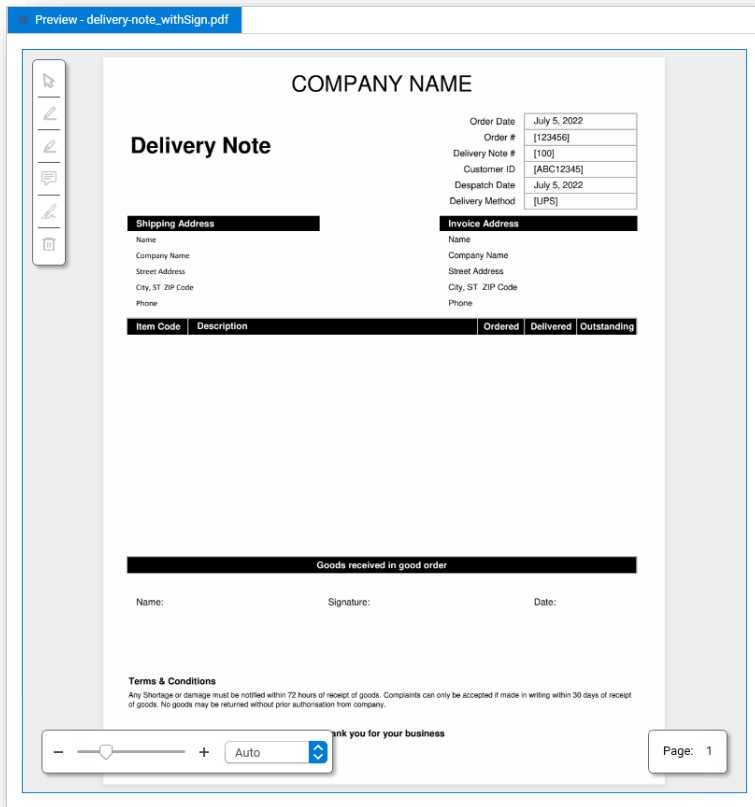 Preview - delivery-note_withSign.pdf
COMPANY NAME
Delivery Note
Order Date July 5, 2022
Order # [123456]
Delivery Note # [100]
Customer ID [ABC12345]
Despatch Date July 5, 2022
Delivery Method [UPS]
Shipping Address
Name
Company Name
Street Address
City, ST ZIP Code
Phone
Invoice Address
Name
Company Name
Street Address
City, ST ZIP Code
Phone
Item Code Description Ordered Delivered Outstanding
Goods received in good order
Name: Signature: Date:
Terms & Conditions
Any Shortage or damage must be notified within 72 hours of receipt of goods. Complaints can only be accepted if made in writing within 30 days of receipt
of goods. No goods may be returned without prior authorisation from company.
you for your business
Auto
Page: 1